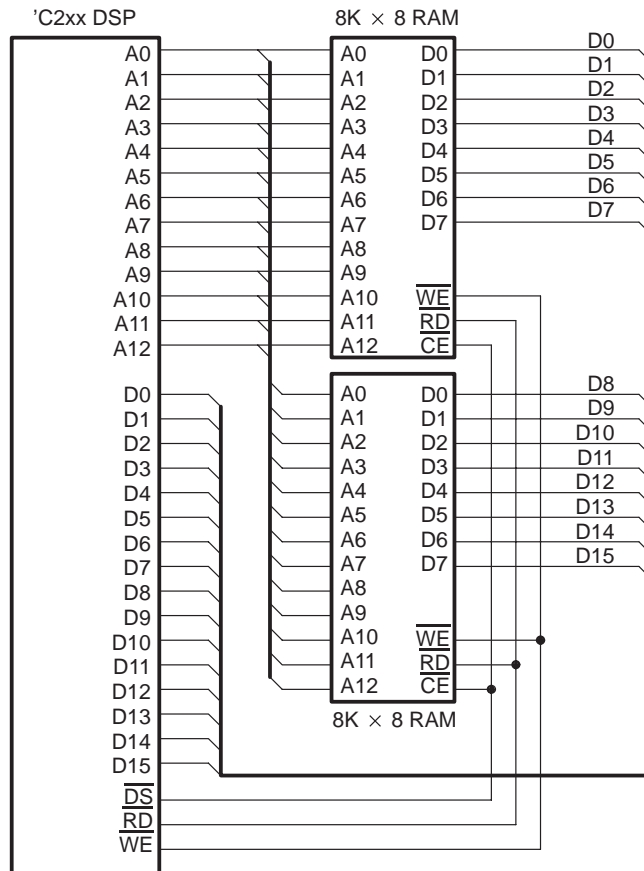 'C2xx DSP
A0
A1
A2
A3
A4
A5
A6
A7
A8
A9
A10
A11
A12
D0
D1
D2
D3
D4
D5
D6
D7
D8
D9
D10
D11
D12
D13
D14
D15
DS
RD
WE
8K × 8 RAM
A0 D0
A1 D1
A2 D2
A3 D3
A4 D4
A5 D5
A6 D6
A7 D7
A8
A9
A10 WE
A11 RD
A12 CE
D0
D1
D2
D3
D4
D5
D6
D7
A0 D0
A1 D1
A2 D2
A3 D3
A4 D4
A5 D5
A6 D6
A7 D7
A8
A9
A10 WE
A11 RD
A12 CE
8K × 8 RAM
D8
D9
D10
D11
D12
D13
D14
D15